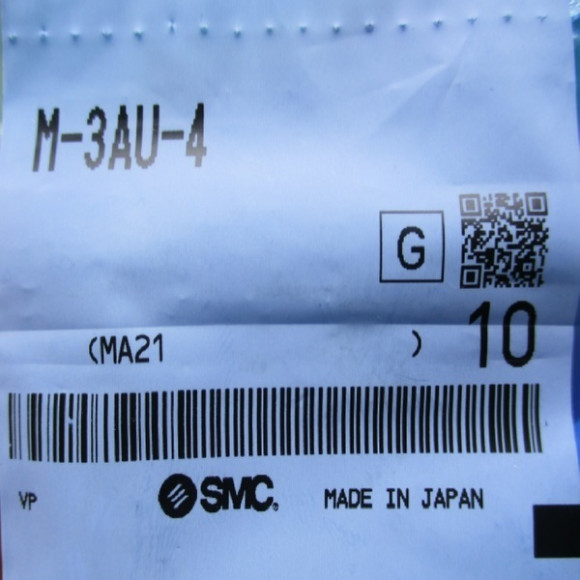 M-3AU-4
G
(MA21 ) 10
VP SMC® MADE IN JAPAN